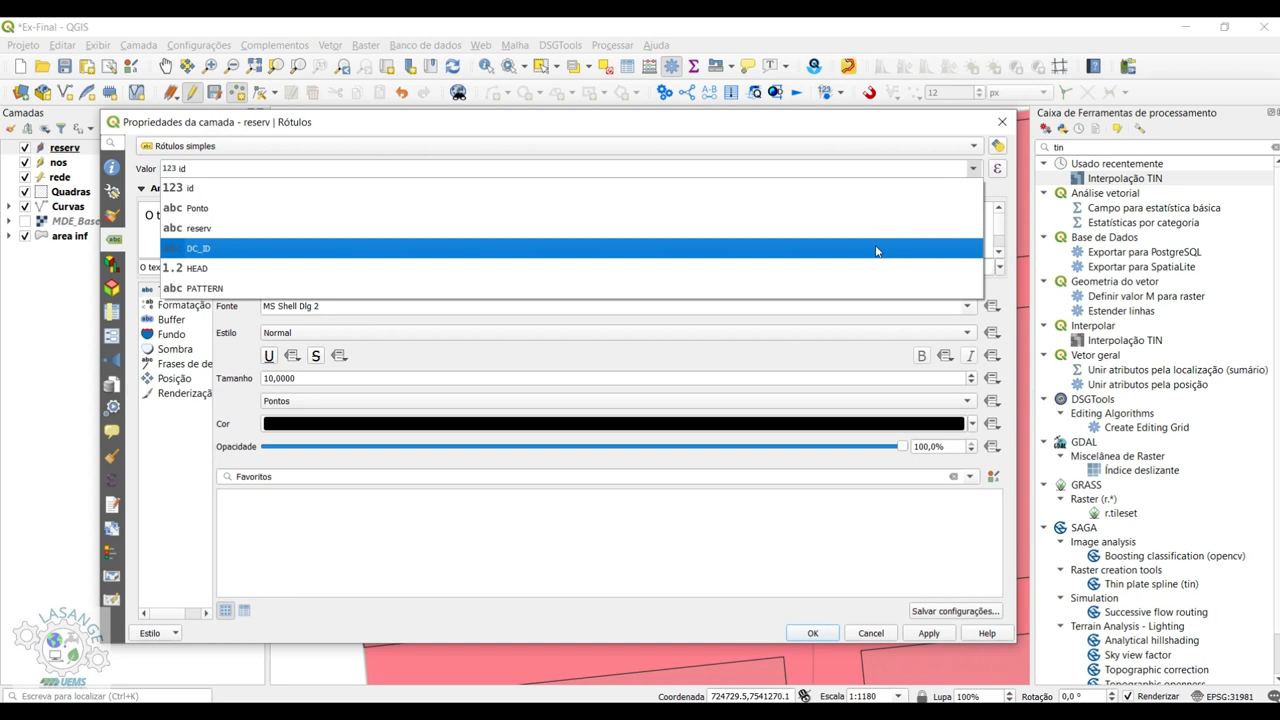 *Ex-Final - QGIS
Projeto Editar Exibir Camada Configurações Complementos Vetor Raster Banco de dados Web Malha DSGTools Processar Ajuda
12 px
Camadas
reserv
nos
rede
Quadras
Curvas
MDE_Base
area inf
Propriedades da camada - reserv | Rótulos
Rótulos simples
Valor 123 id
123 id
abc Ponto
abc reserv
DC_ID
1.2 HEAD
abc PATTERN
Formatação
Buffer
Fundo
Sombra
Frases de de
Posição
Renderizaçã
Fonte MS Shell Dlg 2
Estilo Normal
U S B I
Tamanho 10,0000
Pontos
Cor
Opacidade 100,0%
Favoritos
Salvar configurações...
Estilo OK Cancel Apply Help
Caixa de Ferramentas de processamento
tin
Usado recentemente
Interpolação TIN
Análise vetorial
Campo para estatística básica
Estatísticas por categoria
Base de Dados
Exportar para PostgreSQL
Exportar para SpatiaLite
Geometria do vetor
Definir valor M para raster
Estender linhas
Interpolar
Interpolação TIN
Vetor geral
Unir atributos pela localização (sumário)
Unir atributos pela posição
DSGTools
Editing Algorithms
Create Editing Grid
GDAL
Miscelânea de Raster
Índice deslizante
GRASS
Raster (r.*)
r.tileset
SAGA
Image analysis
Boosting classification (opencv)
Raster creation tools
Thin plate spline (tin)
Simulation
Successive flow routing
Terrain Analysis - Lighting
Analytical hillshading
Sky view factor
Topographic correction
Topographic openness
LASANGE
UEMS
Escreva para localizar (Ctrl+K) Coordenada 724729.5,7541270.1 Escala 1:1180 Lupa 100% Rotação 0,0 ° Renderizar EPSG:31981